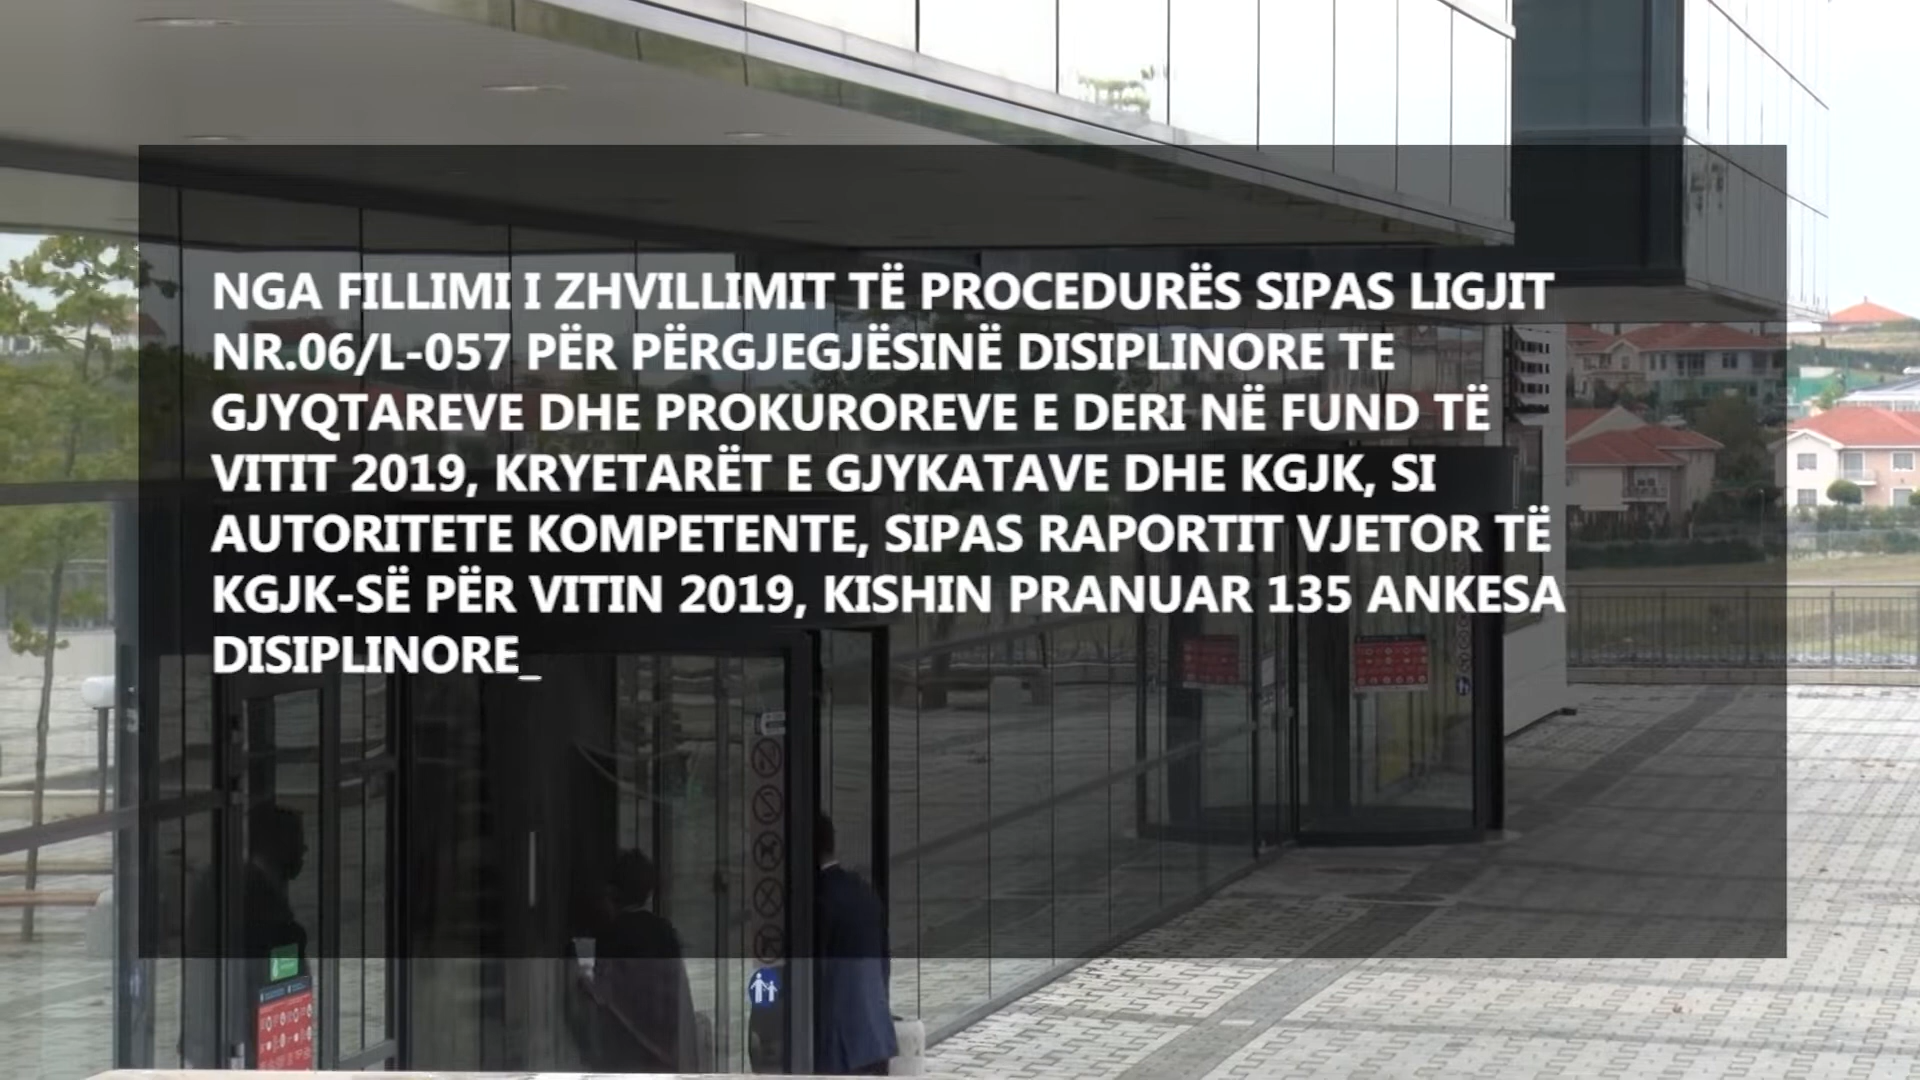 NGA FILLIMI I ZHVILLIMIT TË PROCEDURËS SIPAS LIGJIT
NR.06/L-057 PËR PËRGJEGJËSINË DISIPLINORE TE
GJYQTAREVE DHE PROKUROREVE E DERI NË FUND TË
VITIT 2019, KRYETARËT E GJYKATAVE DHE KGJK, SI
AUTORITETE KOMPETENTE, SIPAS RAPORTIT VJETOR TË
KGJK-SË PËR VITIN 2019, KISHIN PRANUAR 135 ANKESA
DISIPLINORE_